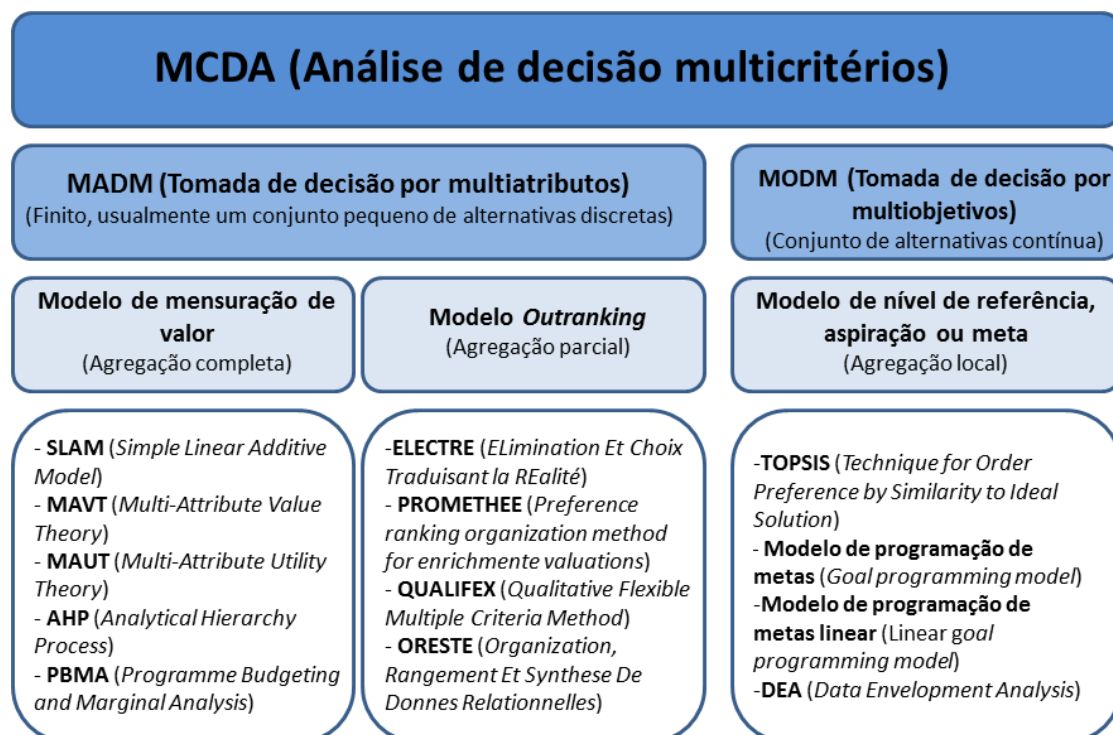 MCDA (Análise de decisão multicritérios)
MADM (Tomada de decisão por multiatributos)
(Finito, usualmente um conjunto pequeno de alternativas discretas)
MODM (Tomada de decisão por
multiobjetivos)
(Conjunto de alternativas contínua)
Modelo de mensuração de
valor
(Agregação completa)
Modelo Outranking
(Agregação parcial)
Modelo de nível de referência,
aspiração ou meta
(Agregação local)
- SLAM (Simple Linear Additive
Model)
- MAVT (Multi-Attribute Value
Theory)
- MAUT (Multi-Attribute Utility
Theory)
- AHP (Analytical Hierarchy
Process)
- PBMA (Programme Budgeting
and Marginal Analysis)
-ELECTRE (ELimination Et Choix
Traduisant la REalité)
- PROMETHEE (Preference
ranking organization method
for enrichmente valuations)
- QUALIFEX (Qualitative Flexible
Multiple Criteria Method)
- ORESTE (Organization,
Rangement Et Synthese De
Donnes Relationnelles)
-TOPSIS (Technique for Order
Preference by Similarity to Ideal
Solution)
- Modelo de programação de
metas (Goal programming model)
-Modelo de programação de
metas linear (Linear goal
programming model)
-DEA (Data Envelopment Analysis)